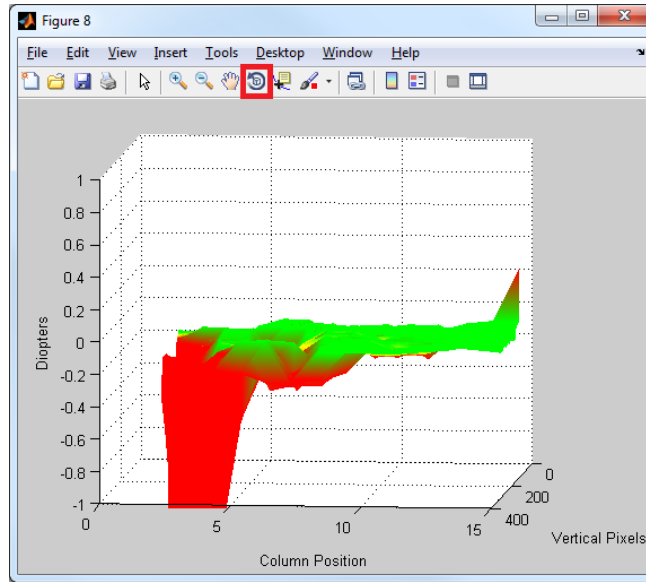 Figure 8
File Edit View Insert Tools Desktop Window Help
1
0.8
0.6
0.4
0.2
0
-0.2
-0.4
-0.6
-0.8
-1
Diopters
0 5 10 15
Column Position
0
200
400
Vertical Pixels